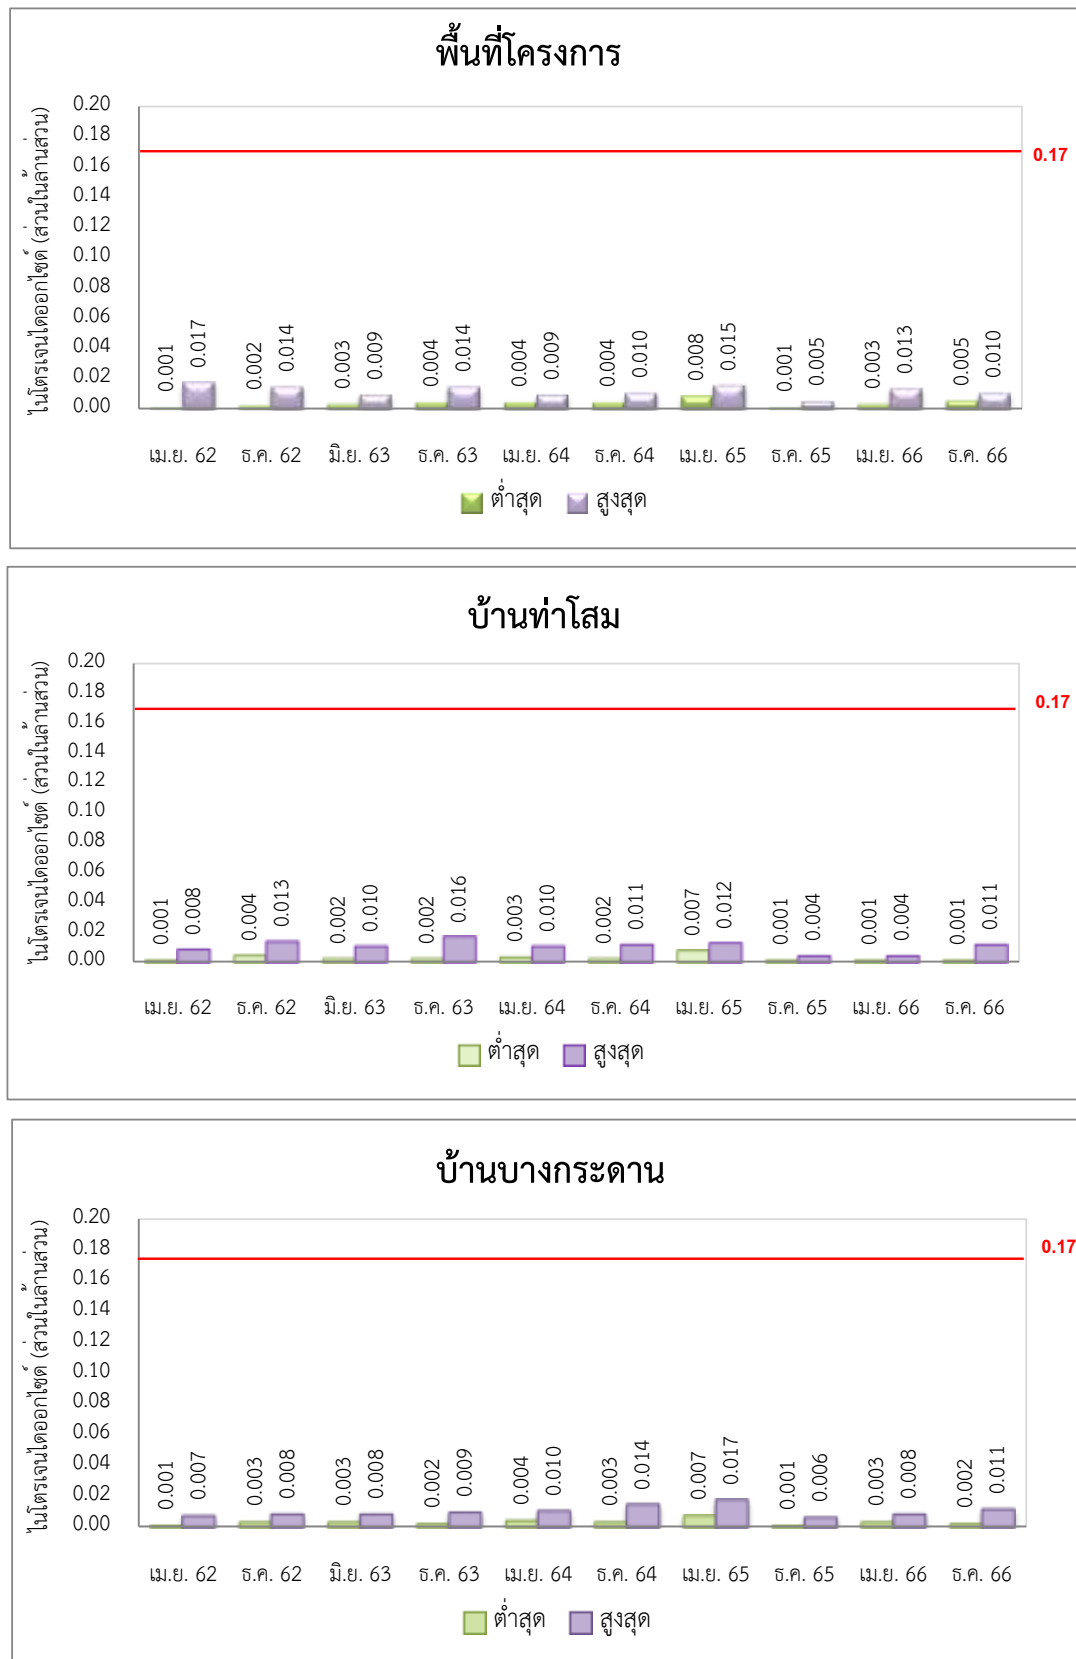 พื้นที่โครงการ
ไนโตรเจนไดออกไซด์ (ส่วนในล้านส่วน)
0.20
0.18
0.16
0.14
0.12
0.10
0.08
0.06
0.04
0.02
0.00
0.17
0.001 0.017 0.002 0.014 0.003 0.009 0.004 0.014 0.004 0.009 0.004 0.010 0.008 0.015 0.001 0.005 0.003 0.013 0.005 0.010
เม.ย. 62 ธ.ค. 62 มิ.ย. 63 ธ.ค. 63 เม.ย. 64 ธ.ค. 64 เม.ย. 65 ธ.ค. 65 เม.ย. 66 ธ.ค. 66
ต่ำสุด สูงสุด
บ้านท่าโสม
ไนโตรเจนไดออกไซด์ (ส่วนในล้านส่วน)
0.20
0.18
0.16
0.14
0.12
0.10
0.08
0.06
0.04
0.02
0.00
0.17
0.001 0.008 0.004 0.013 0.002 0.010 0.002 0.016 0.003 0.010 0.002 0.011 0.007 0.012 0.001 0.004 0.001 0.004 0.001 0.011
เม.ย. 62 ธ.ค. 62 มิ.ย. 63 ธ.ค. 63 เม.ย. 64 ธ.ค. 64 เม.ย. 65 ธ.ค. 65 เม.ย. 66 ธ.ค. 66
ต่ำสุด สูงสุด
บ้านบางกระดาน
ไนโตรเจนไดออกไซด์ (ส่วนในล้านส่วน)
0.20
0.18
0.16
0.14
0.12
0.10
0.08
0.06
0.04
0.02
0.00
0.17
0.001 0.007 0.003 0.008 0.003 0.008 0.002 0.009 0.004 0.010 0.003 0.014 0.007 0.017 0.001 0.006 0.003 0.008 0.002 0.011
เม.ย. 62 ธ.ค. 62 มิ.ย. 63 ธ.ค. 63 เม.ย. 64 ธ.ค. 64 เม.ย. 65 ธ.ค. 65 เม.ย. 66 ธ.ค. 66
ต่ำสุด สูงสุด